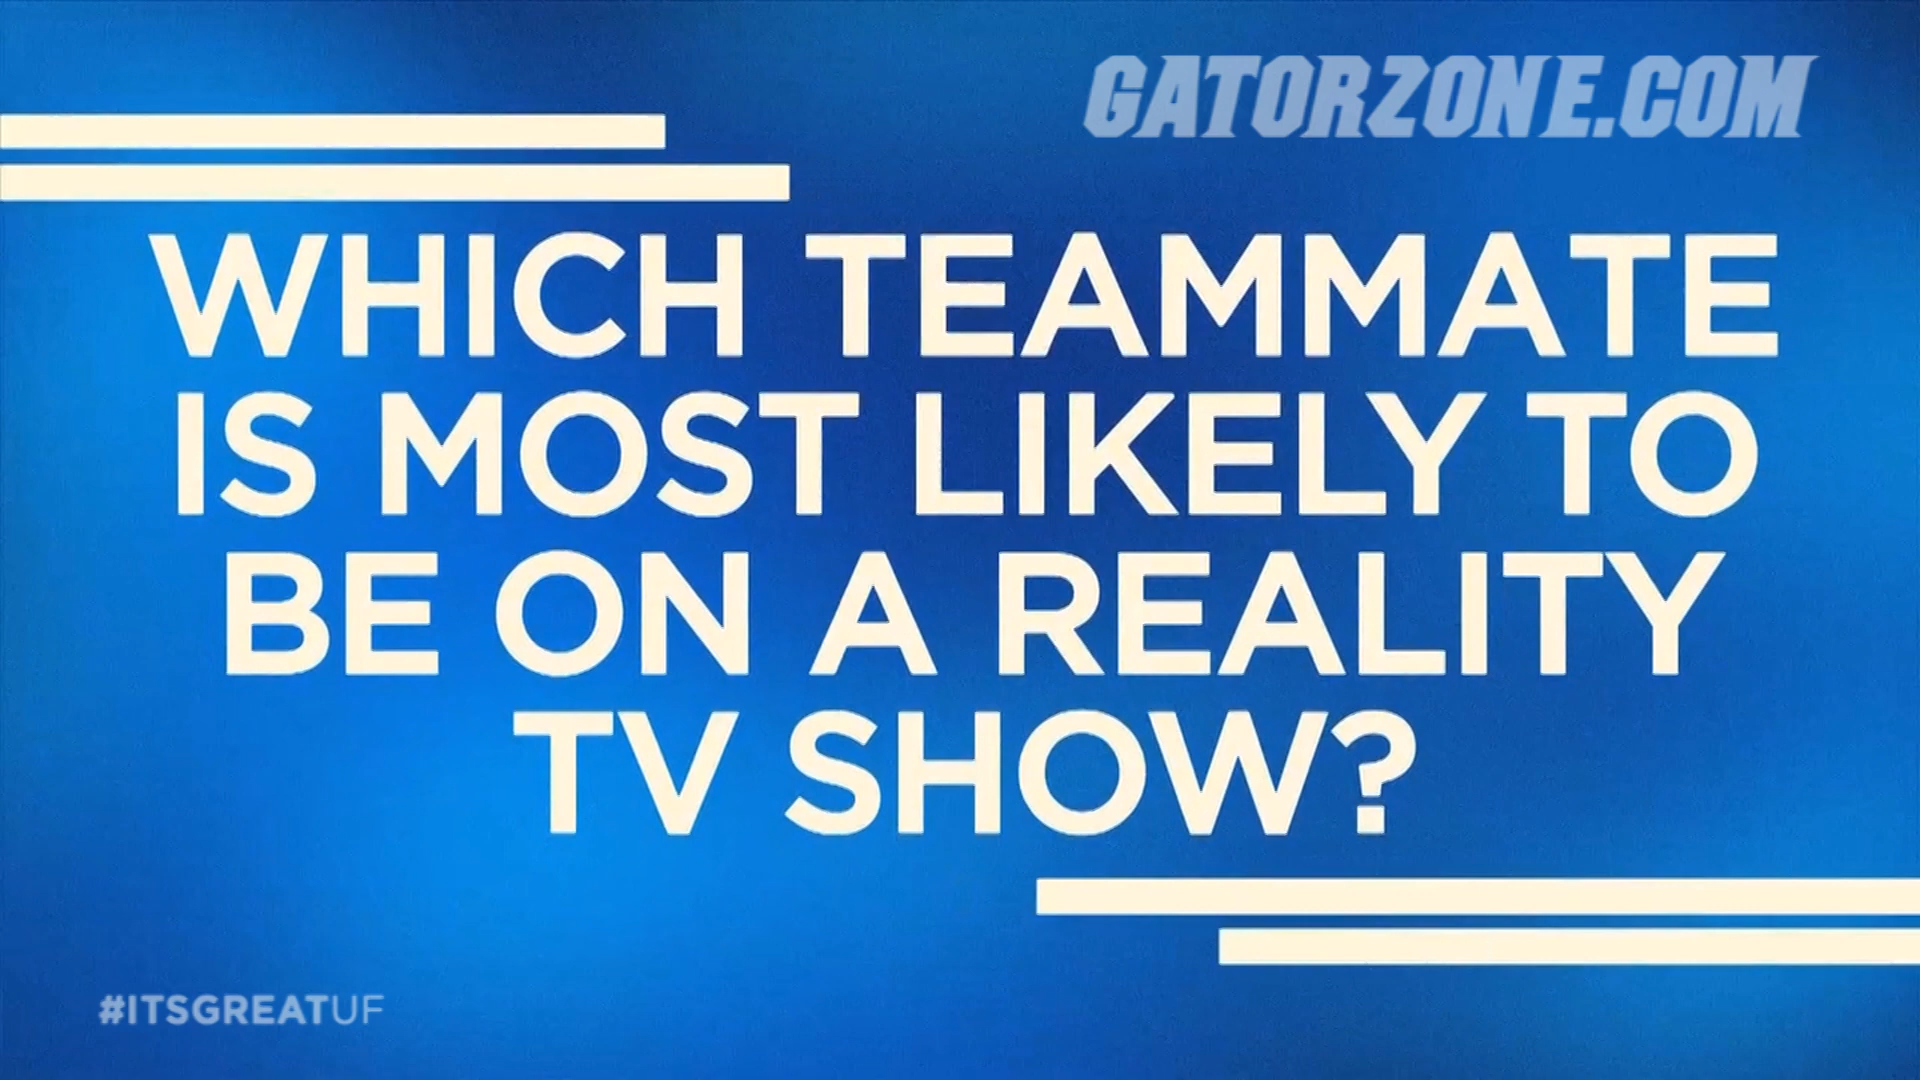 GATORZONE.COM
WHICH TEAMMATE
IS MOST LIKELY TO
BE ON A REALITY
TV SHOW?
#ITSGREATUF